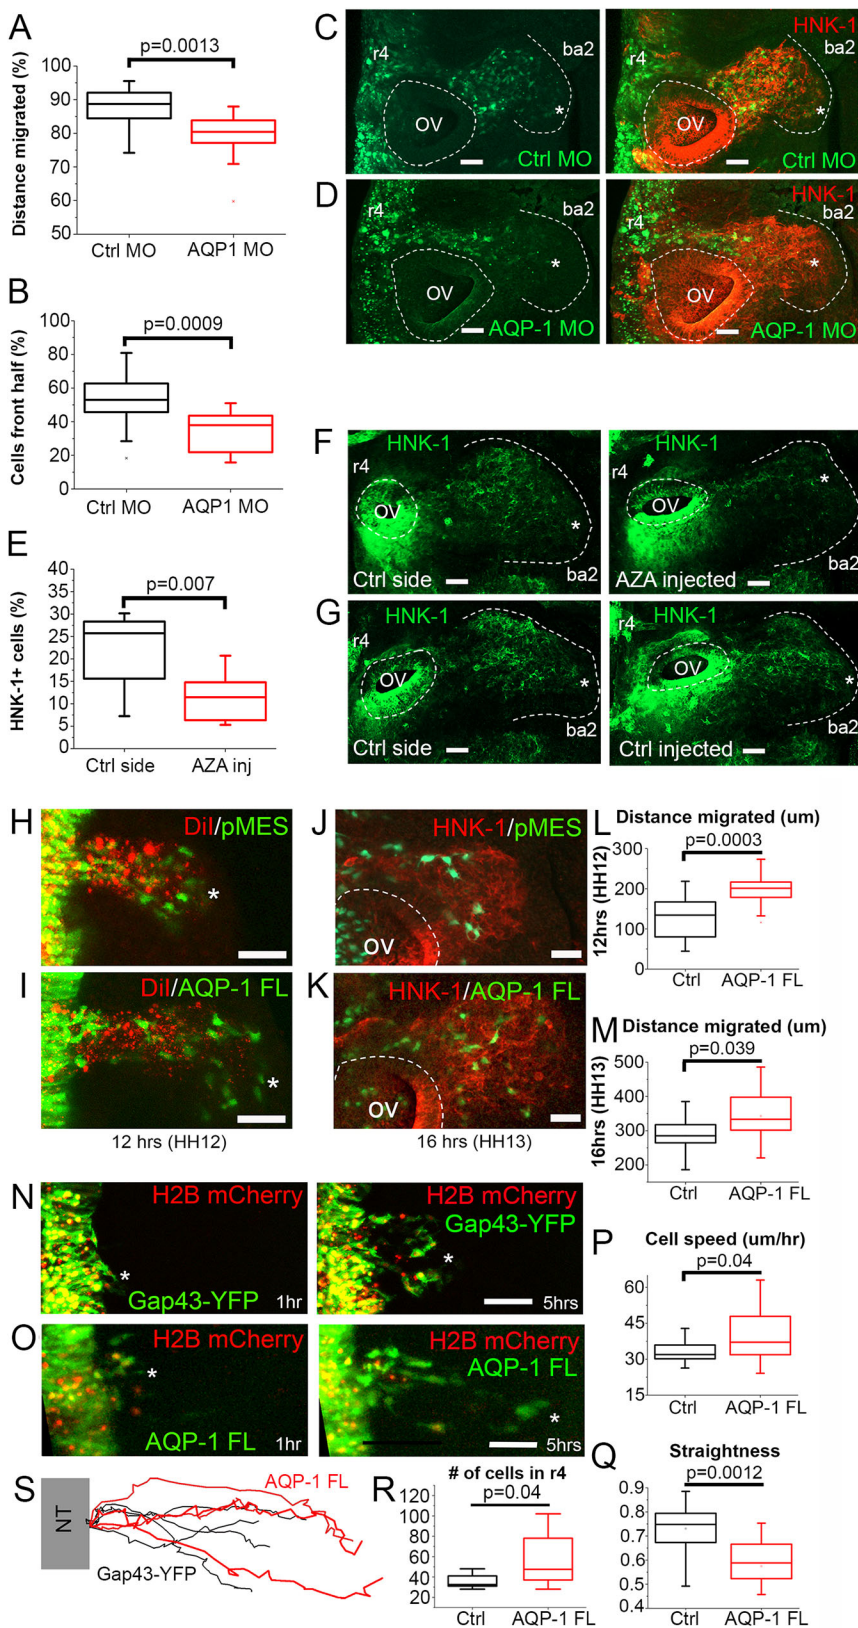 A
p=0.0013
Distance migrated (%)
100
90
80
70
60
50
Ctrl MO
AQP1 MO
B
p=0.0009
Cells front half (%)
100
80
60
40
20
0
Ctrl MO
AQP1 MO
E
p=0.007
HNK-1+ cells (%)
40
35
30
25
20
15
10
5
0
Ctrl side
AZA inj
C
r4
ba2
*
OV
Ctrl MO
HNK-1
r4
ba2
*
OV
Ctrl MO
D
r4
ba2
*
OV
AQP-1 MO
HNK-1
r4
ba2
*
OV
AQP-1 MO
F
HNK-1
r4
OV
*
Ctrl side
ba2
HNK-1
r4
OV
*
AZA injected
ba2
G
HNK-1
r4
OV
*
Ctrl side
ba2
HNK-1
r4
OV
*
Ctrl injected
ba2
H
DiI/pMES
*
I
DiI/AQP-1 FL
*
12 hrs (HH12)
J
HNK-1/pMES
OV
K
HNK-1/AQP-1 FL
OV
16 hrs (HH13)
L
Distance migrated (um)
p=0.0003
12hrs (HH12)
300
200
100
0
Ctrl
AQP-1 FL
M
Distance migrated (um)
p=0.039
16hrs (HH13)
500
400
300
200
Ctrl
AQP-1 FL
N
H2B mCherry
*
Gap43-YFP
1hr
H2B mCherry
Gap43-YFP
*
5hrs
O
H2B mCherry
*
AQP-1 FL
1hr
H2B mCherry
AQP-1 FL
*
5hrs
P
Cell speed (um/hr)
p=0.04
60
45
30
15
Ctrl
AQP-1 FL
S
NT
AQP-1 FL
Gap43-YFP
R
# of cells in r4
p=0.04
120
100
80
60
40
20
Ctrl
AQP-1 FL
Q
Straightness
p=0.0012
0.9
0.8
0.7
0.6
0.5
0.4
Ctrl
AQP-1 FL